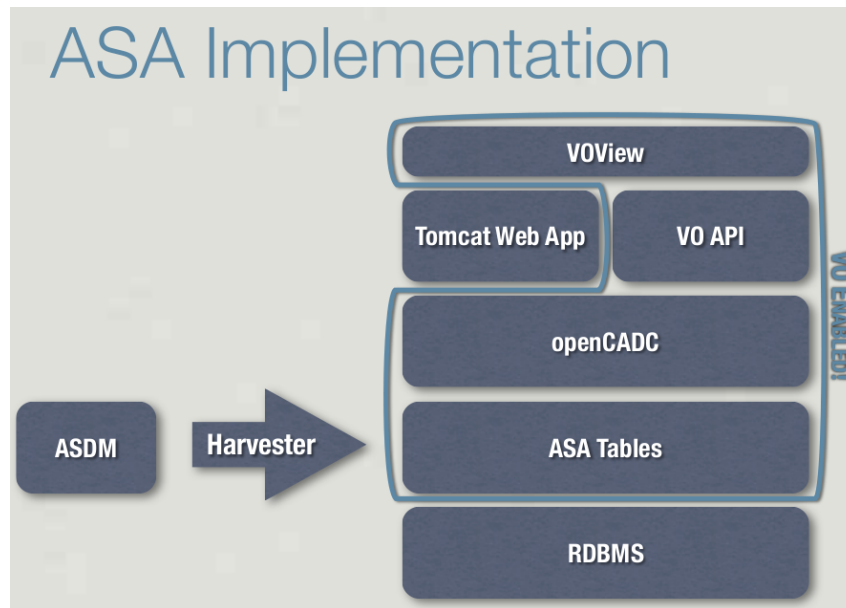 ASA Implementation
VOView
Tomcat Web App
VO API
VO ENABLED!
openCADC
ASDM
Harvester
ASA Tables
RDBMS